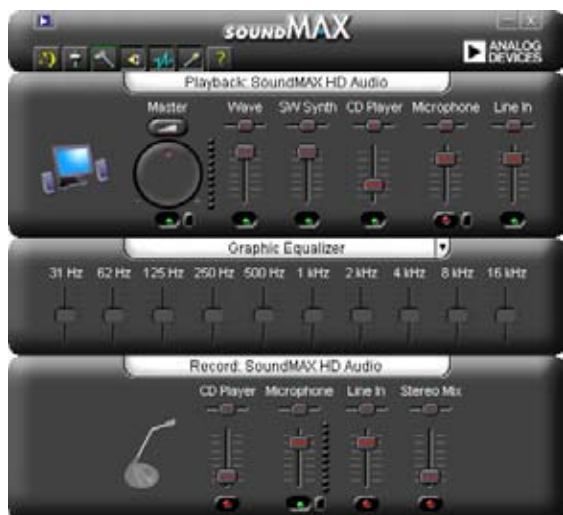 SOUNDMAX
ANALOG
DEVICES
Playback: SoundMAX HD Audio
Master Wave SW Synth CD Player Microphone Line In
Graphic Equalizer
31 Hz 62 Hz 125 Hz 250 Hz 500 Hz 1 kHz 2 kHz 4 kHz 8 kHz 16 kHz
Record: SoundMAX HD Audio
CD Player Microphone Line In Stereo Mix